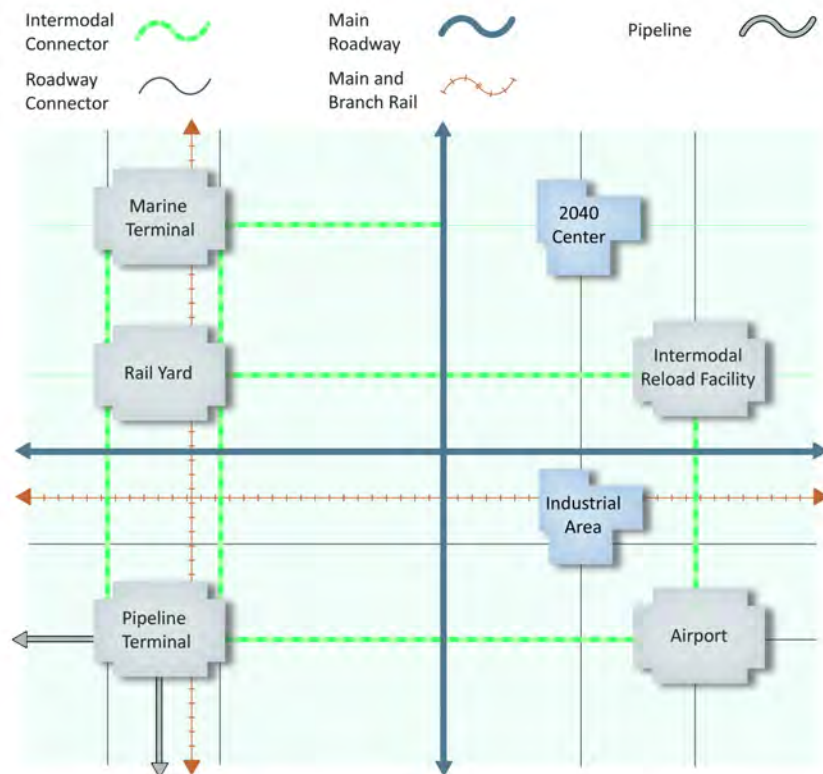 Intermodal
Connector
Main
Roadway
Pipeline
Roadway
Connector
Main and
Branch Rail
Marine
Terminal
2040
Center
Rail Yard
Intermodal
Reload Facility
Industrial
Area
Pipeline
Terminal
Airport